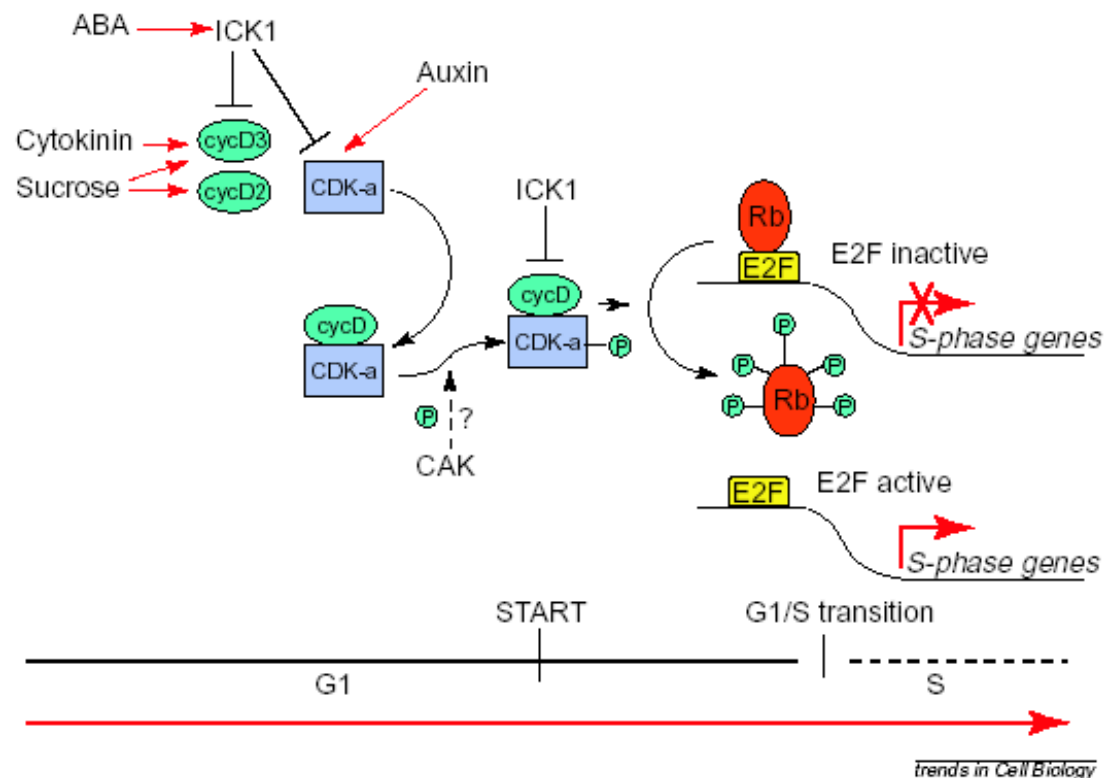 ABA
ICK1
Auxin
Cytokinin
cycD3
Sucrose
cycD2
CDK-a
ICK1
Rb
E2F
E2F inactive
S-phase genes
cycD
CDK-a
P
cycD
CDK-a
P
?
CAK
P
P
P
P
P
Rb
E2F
E2F active
S-phase genes
START
G1/S transition
G1
S
trends in Cell Biology